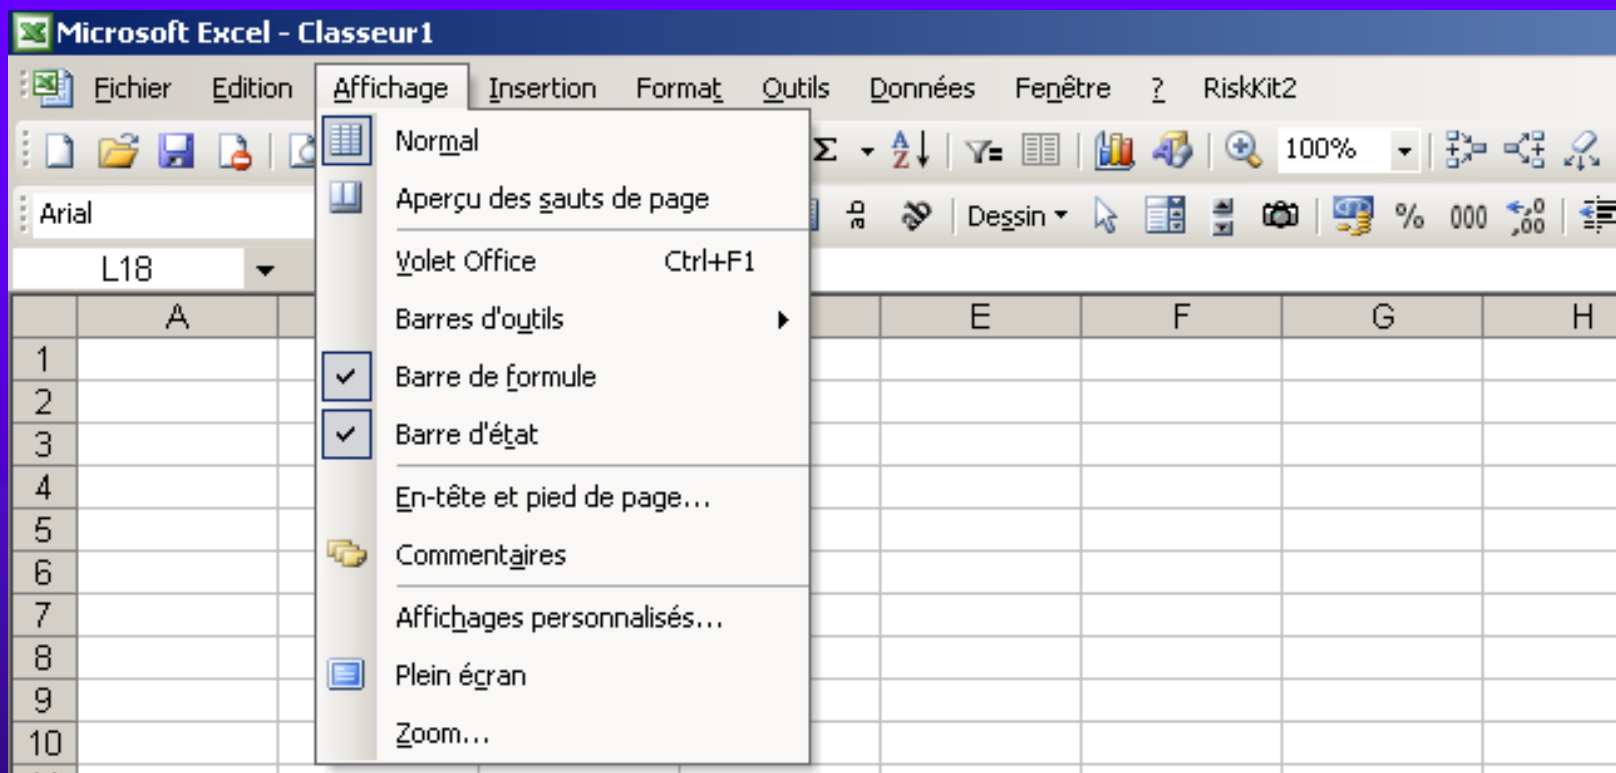 Microsoft Excel - Classeur1
Fichier Edition Affichage Insertion Format Outils Données Fenêtre ? RiskKit2
Σ A Z 100%
Arial Dessin % 000 ,00
L18
A E F G H
Normal
Aperçu des sauts de page
Volet Office Ctrl+F1
Barres d'outils
Barre de formule
Barre d'état
En-tête et pied de page...
Commentaires
Affichages personnalisés...
Plein écran
Zoom...
1
2
3
4
5
6
7
8
9
10